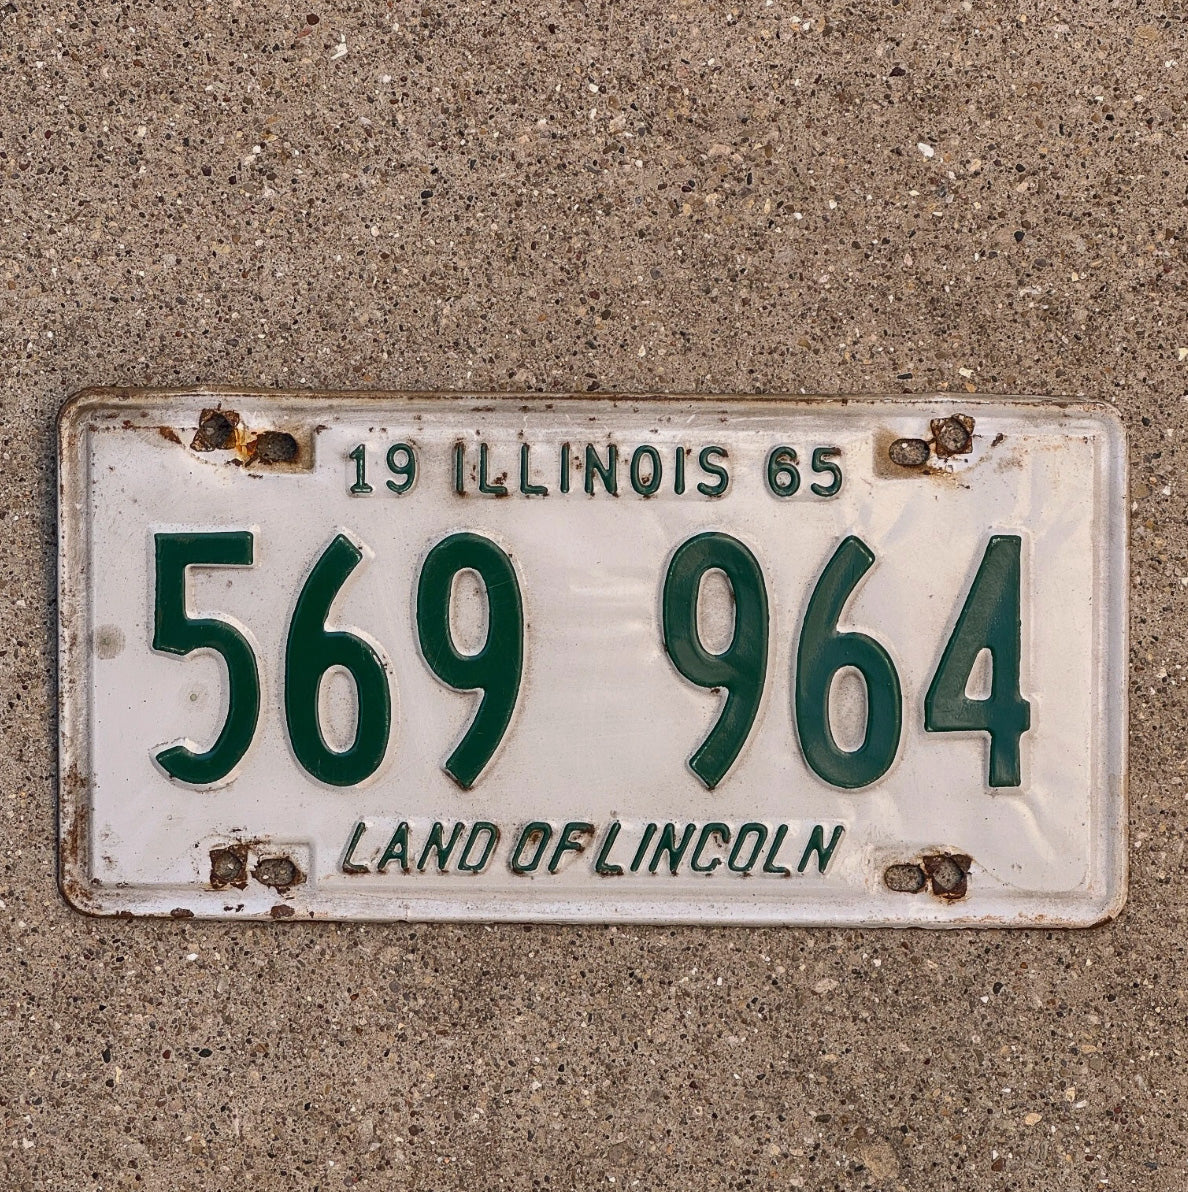 19 ILLINOIS 65
569 964
LAND OF LINCOLN